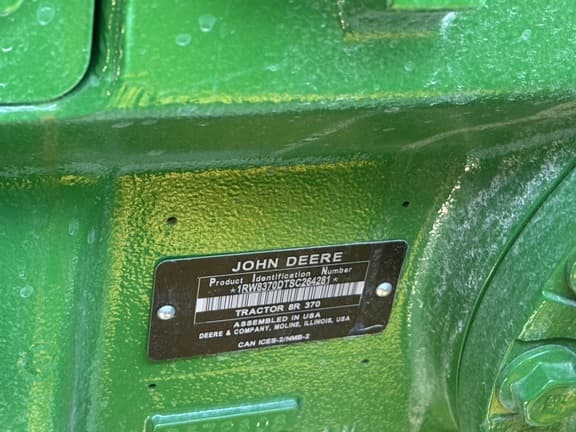 JOHN DEERE
Product Identification Number
*1RW8370DTSC264281*
TRACTOR 8R 370
ASSEMBLED IN USA
DEERE & COMPANY, MOLINE, ILLINOIS, USA
CAN ICES-2/NMB-2